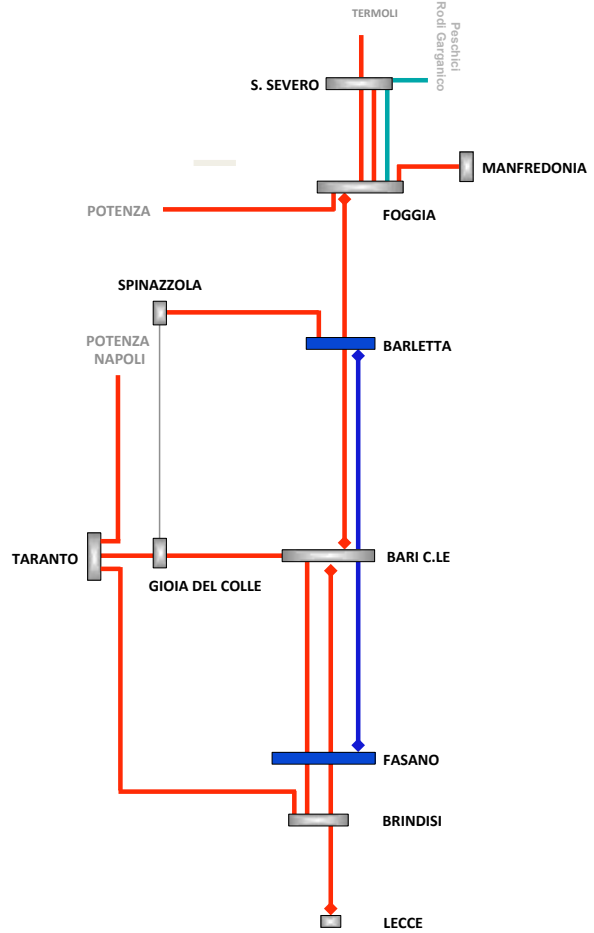 TERMOLI
Peschici
Rodi Garganico
S. SEVERO
MANFREDONIA
POTENZA
FOGGIA
SPINAZZOLA
POTENZA
NAPOLI
BARLETTA
TARANTO
BARI C.LE
GIOIA DEL COLLE
FASANO
BRINDISI
LECCE